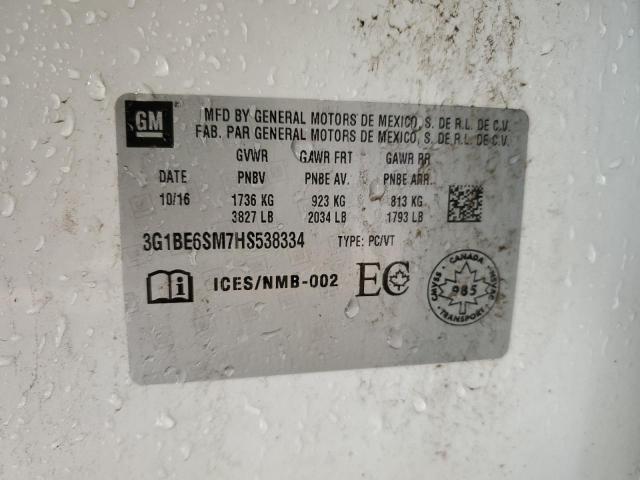 GM
MFD BY GENERAL MOTORS DE MEXICO, S. DE R.L. DE C.V.
FAB. PAR GENERAL MOTORS DE MEXICO, S. DE R.L. DE C.V.
GVWR GAWR FRT GAWR RR
DATE PNBV PNBE AV. PNBE ARR.
10/16 1736 KG 923 KG 813 KG
3827 LB 2034 LB 1793 LB
3G1BE6SM7HS538334 TYPE: PC/VT
i ICES/NMB-002 EC
CANADA
CMVSS 985 NSVAC
TRANSPORT